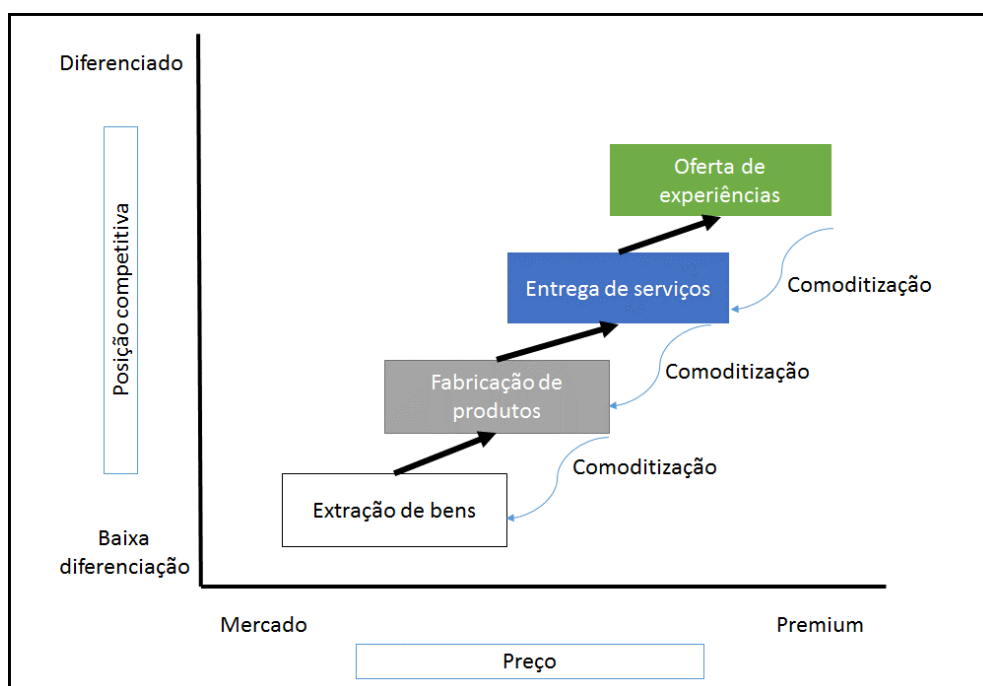 Diferenciado
Oferta de
experiências
Comoditização
Entrega de serviços
Posição competitiva
Comoditização
Fabricação de
produtos
Comoditização
Extração de bens
Baixa
diferenciação
Mercado
Premium
Preço